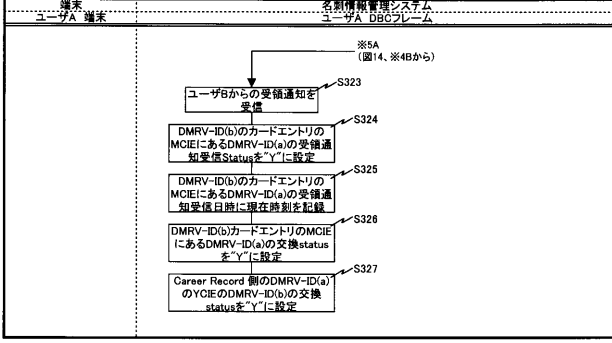 端末
名刺情報管理システム
ユーザA 端末
ユーザA DBCフレーム
※5A
(図14、※4Bから)
S323
ユーザBからの受領通知を
受信
S324
DMRV-ID(b)のカードエントリの
MCIEにあるDMRV-ID(a)の受領通
知受信Statusを"Y"に設定
S325
DMRV-ID(b)のカードエントリの
MCIEにあるDMRV-ID(a)の受領通
知受信日時に現在時刻を記録
S326
DMRV-ID(b)カードエントリのMCIE
にあるDMRV-ID(a)の交換status
を"Y"に設定
S327
Career Record 側のDMRV-ID(a)
のYCIEのDMRV-ID(b)の交換
statusを"Y"に設定